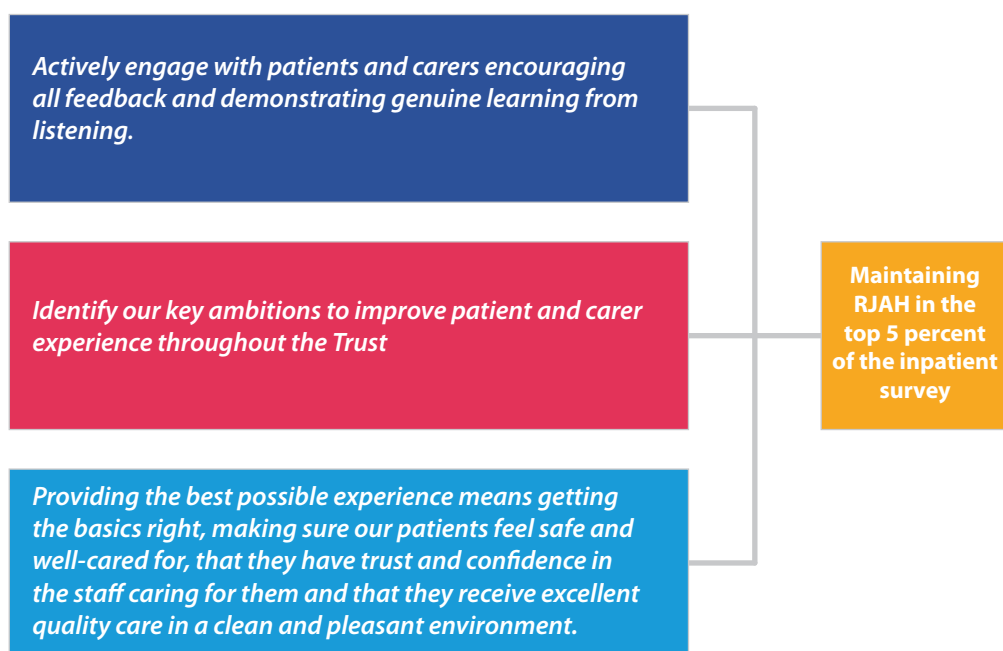 Actively engage with patients and carers encouraging
all feedback and demonstrating genuine learning from
listening.
Identify our key ambitions to improve patient and carer
experience throughout the Trust
Providing the best possible experience means getting
the basics right, making sure our patients feel safe and
well-cared for, that they have trust and confidence in
the staff caring for them and that they receive excellent
quality care in a clean and pleasant environment.
Maintaining
RJAH in the
top 5 percent
of the inpatient
survey